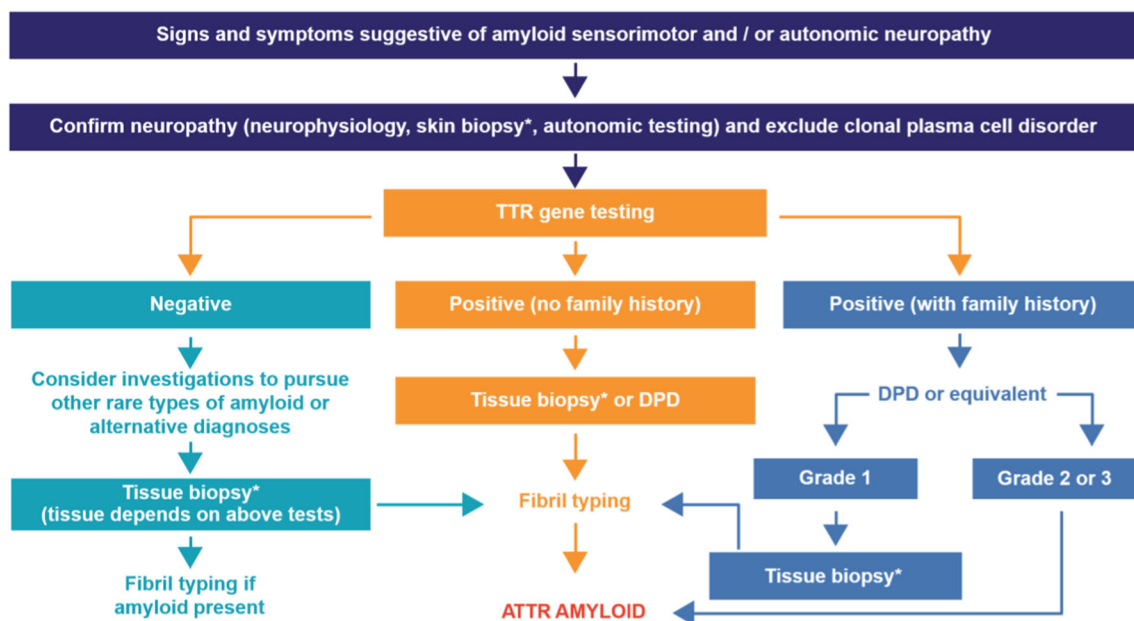 Signs and symptoms suggestive of amyloid sensorimotor and / or autonomic neuropathy
Confirm neuropathy (neurophysiology, skin biopsy*, autonomic testing) and exclude clonal plasma cell disorder
TTR gene testing
Negative
Positive (no family history)
Positive (with family history)
Consider investigations to pursue
other rare types of amyloid or
alternative diagnoses
Tissue biopsy* or DPD
DPD or equivalent
Grade 1
Grade 2 or 3
Tissue biopsy*
(tissue depends on above tests)
Fibril typing
Tissue biopsy*
Fibril typing if
amyloid present
ATTR AMYLOID